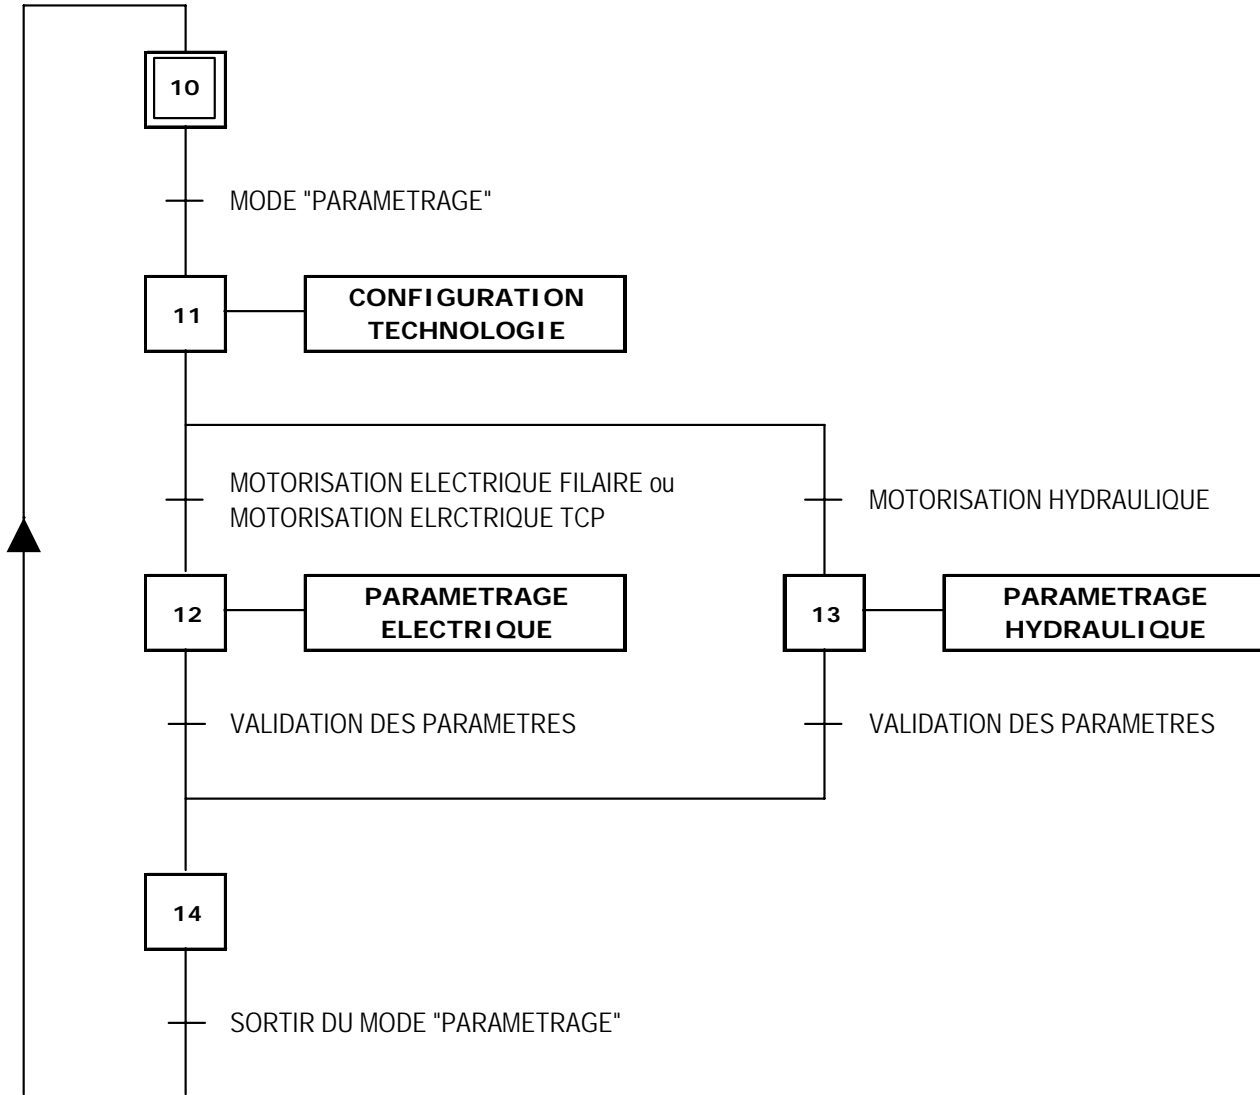 10
MODE "PARAMETRAGE"
11
CONFIGURATION
TECHNOLOGIE
MOTORISATION ELECTRIQUE FILAIRE ou
MOTORISATION ELRCTRIQUE TCP
MOTORISATION HYDRAULIQUE
12
PARAMETRAGE
ELECTRIQUE
13
PARAMETRAGE
HYDRAULIQUE
VALIDATION DES PARAMETRES
VALIDATION DES PARAMETRES
14
SORTIR DU MODE "PARAMETRAGE"